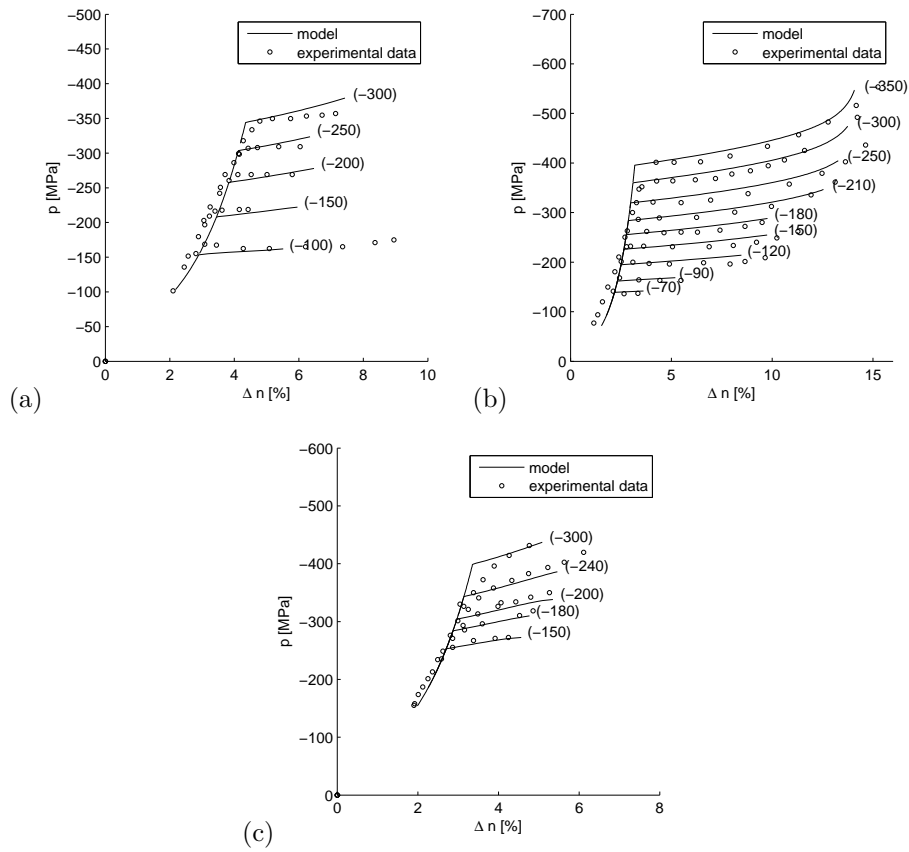 −500
−450
−400
−350
−300
−250
−200
−150
−100
−50
0
p [MPa]
model
experimental data
(−300)
(−250)
(−200)
(−150)
(−100)
0 2 4 6 8 10
Δ n [%]
(a)
−700
−600
−500
−400
−300
−200
−100
0
p [MPa]
model
experimental data
(−350)
(−300)
(−250)
(−210)
(−180)
(−150)
(−120)
(−90)
(−70)
0 5 10 15
Δ n [%]
(b)
−600
−500
−400
−300
−200
−100
0
p [MPa]
model
experimental data
(−300)
(−240)
(−200)
(−180)
(−150)
0 2 4 6 8
Δ n [%]
(c)